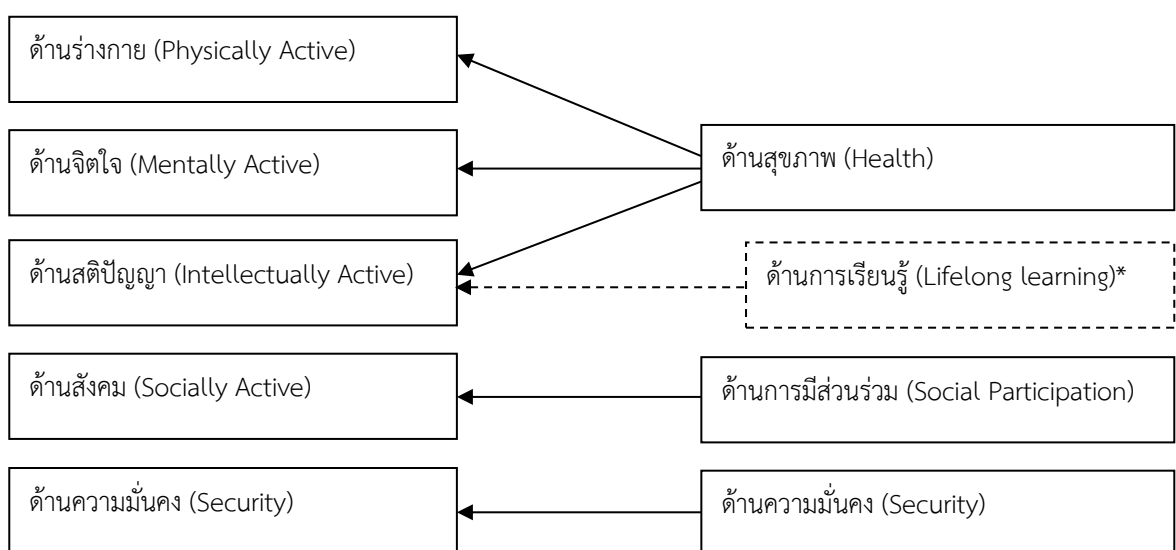 ด้านร่างกาย (Physically Active)
ด้านจิตใจ (Mentally Active)
ด้านสุขภาพ (Health)
ด้านสติปัญญา (Intellectually Active)
ด้านการเรียนรู้ (Lifelong learning)*
ด้านสังคม (Socially Active)
ด้านการมีส่วนร่วม (Social Participation)
ด้านความมั่นคง (Security)
ด้านความมั่นคง (Security)